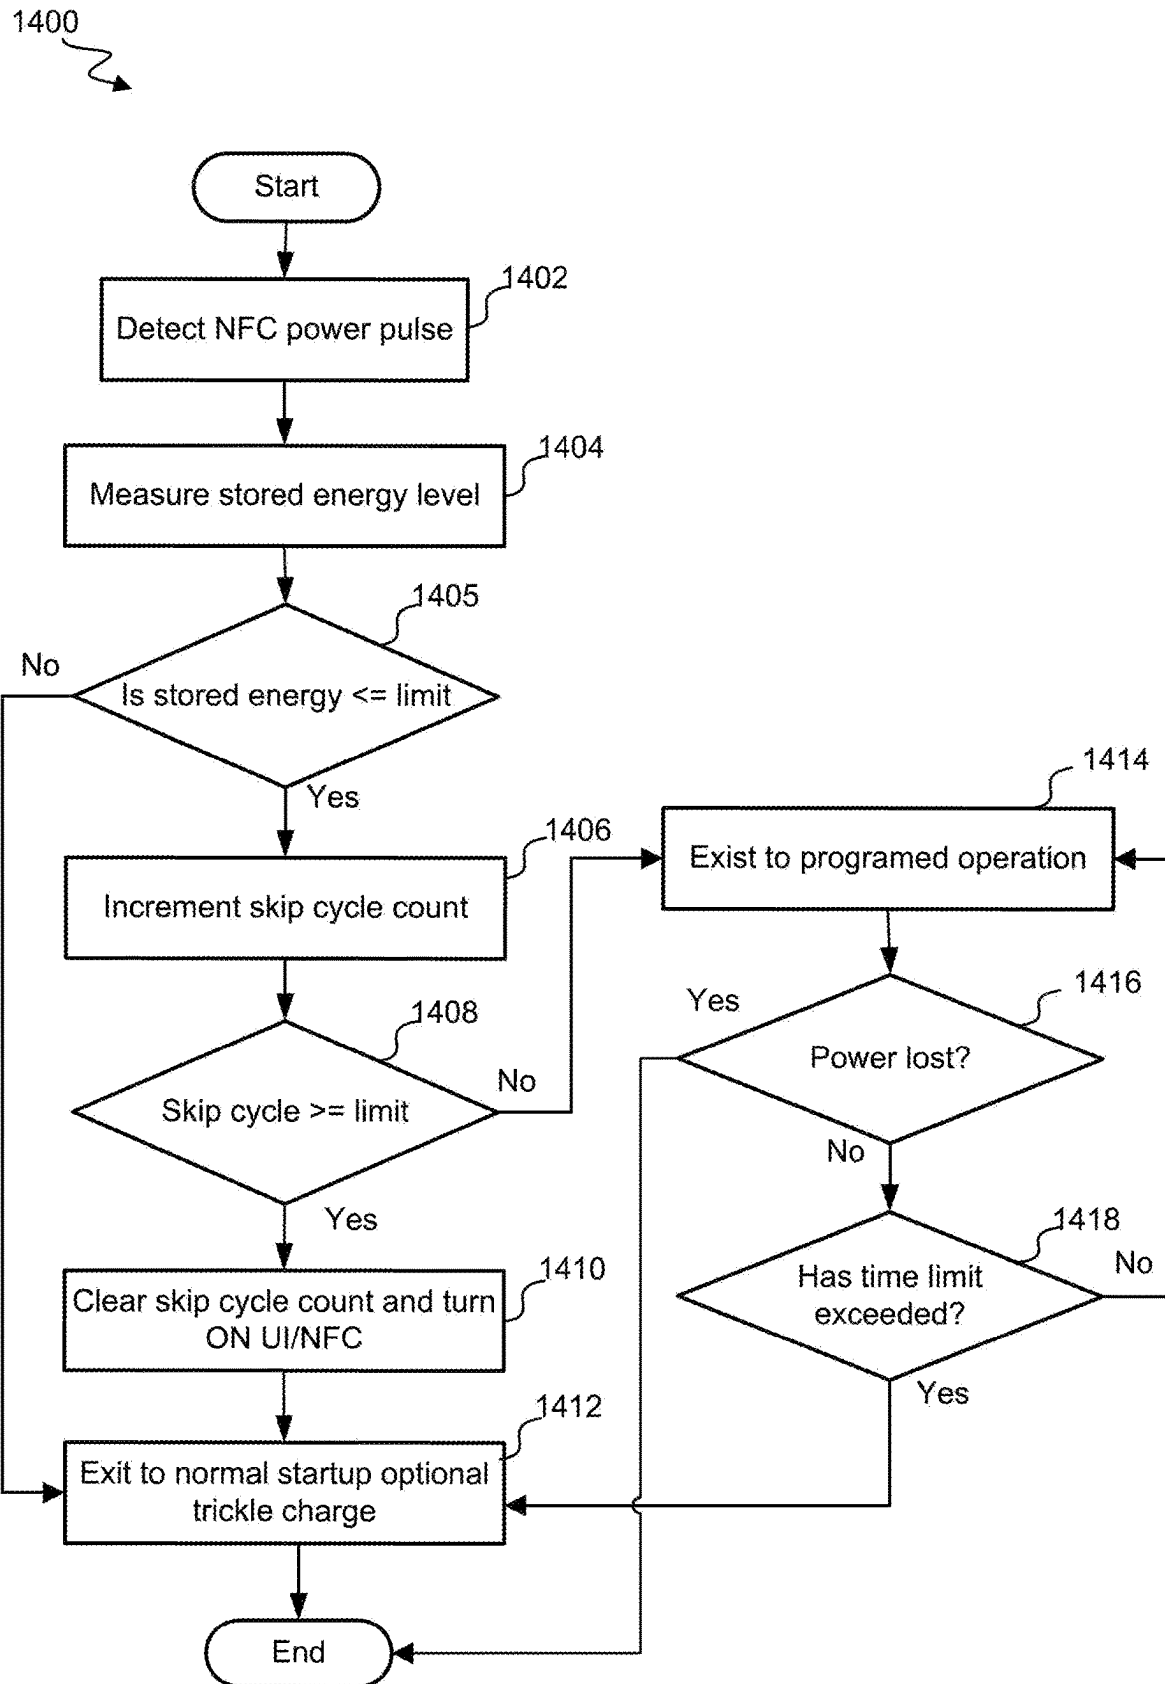 1400
Start
1402
Detect NFC power pulse
1404
Measure stored energy level
1405
No
Is stored energy <= limit
Yes
1406
Increment skip cycle count
1408
Skip cycle >= limit
No
Yes
1410
Clear skip cycle count and turn
ON UI/NFC
1412
Exit to normal startup optional
trickle charge
End
1414
Exist to programed operation
1416
Yes
Power lost?
No
1418
Has time limit
exceeded?
No
Yes